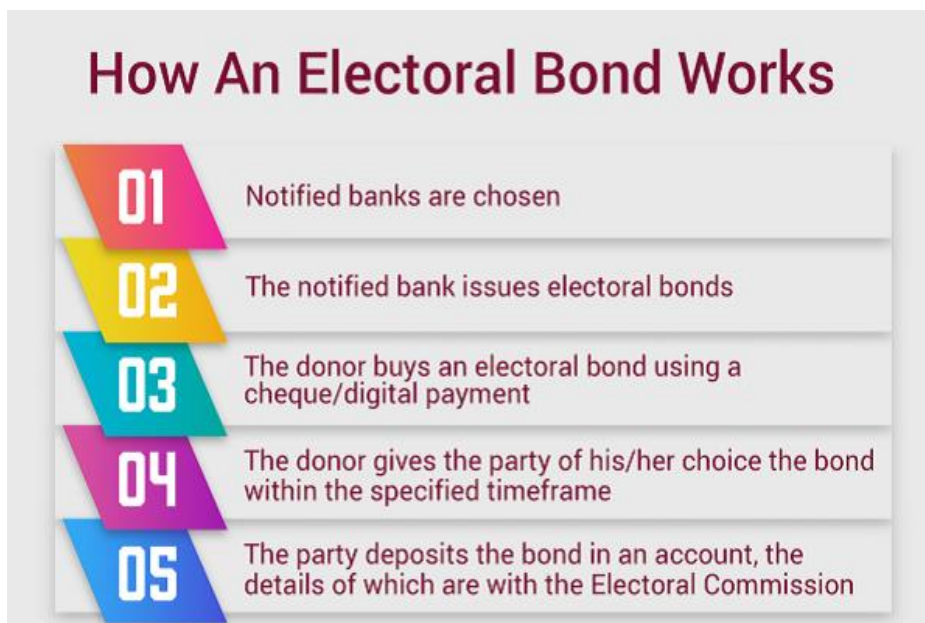 How An Electoral Bond Works
01
Notified banks are chosen
02
The notified bank issues electoral bonds
03
The donor buys an electoral bond using a
cheque/digital payment
04
The donor gives the party of his/her choice the bond
within the specified timeframe
05
The party deposits the bond in an account, the
details of which are with the Electoral Commission